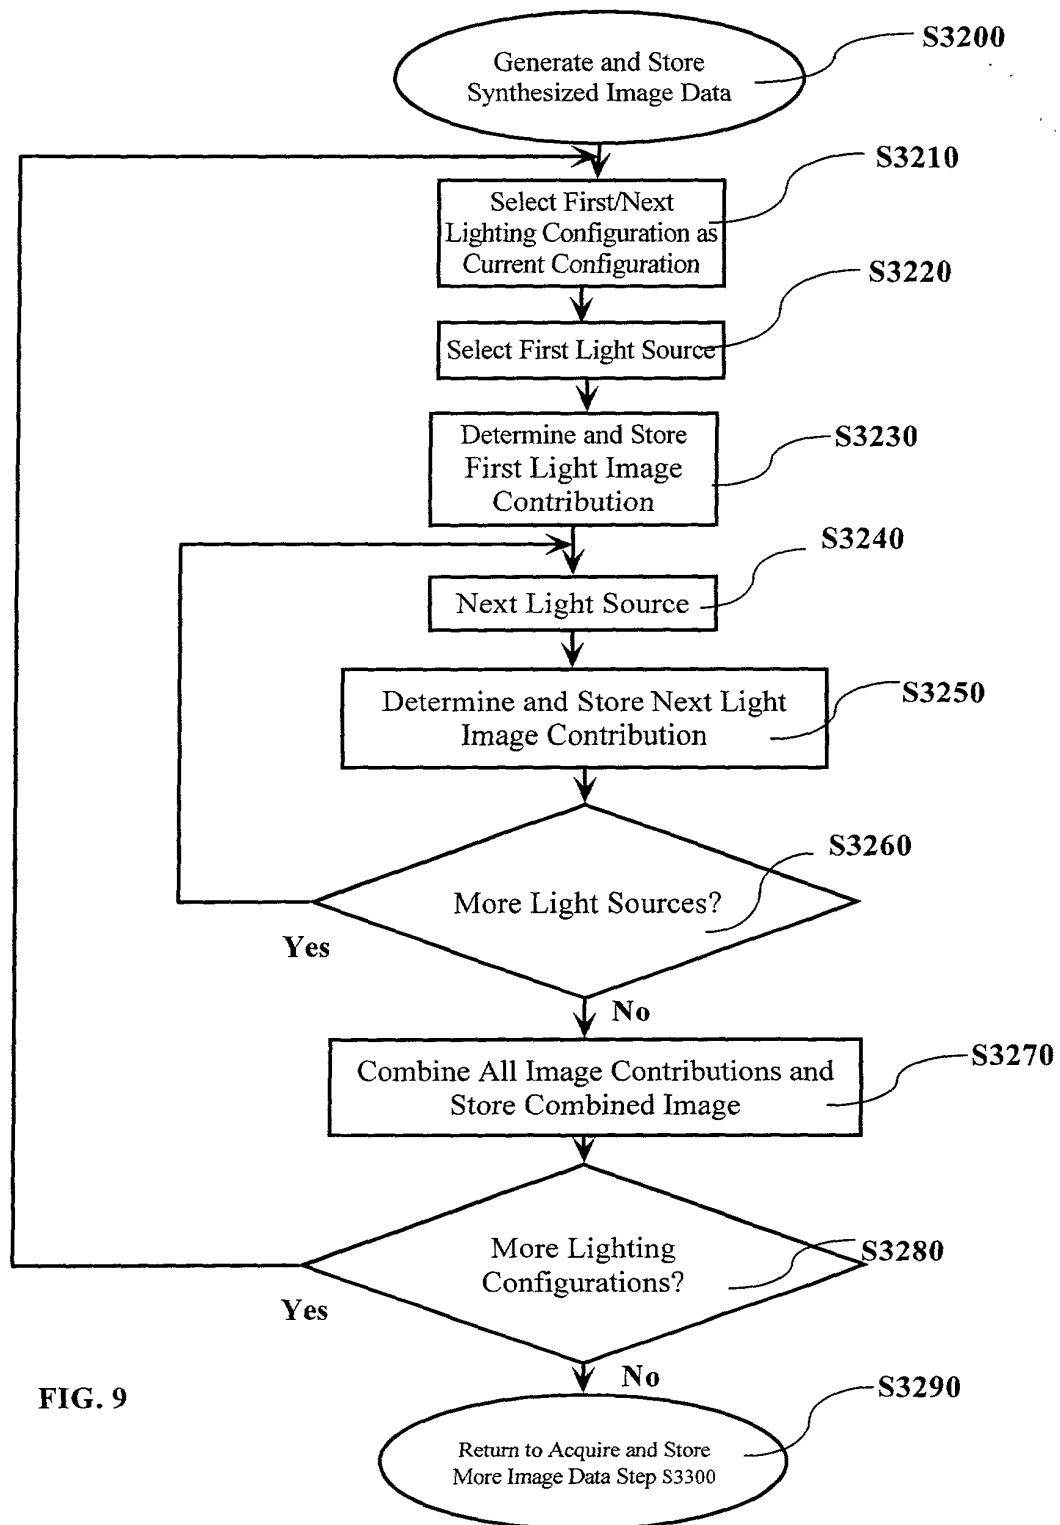 S3200
Generate and Store
Synthesized Image Data
S3210
Select First/Next
Lighting Configuration as
Current Configuration
S3220
Select First Light Source
S3230
Determine and Store
First Light Image
Contribution
S3240
Next Light Source
S3250
Determine and Store Next Light
Image Contribution
S3260
More Light Sources?
Yes
No
S3270
Combine All Image Contributions and
Store Combined Image
S3280
More Lighting
Configurations?
Yes
No
S3290
FIG. 9
Return to Acquire and Store
More Image Data Step S3300